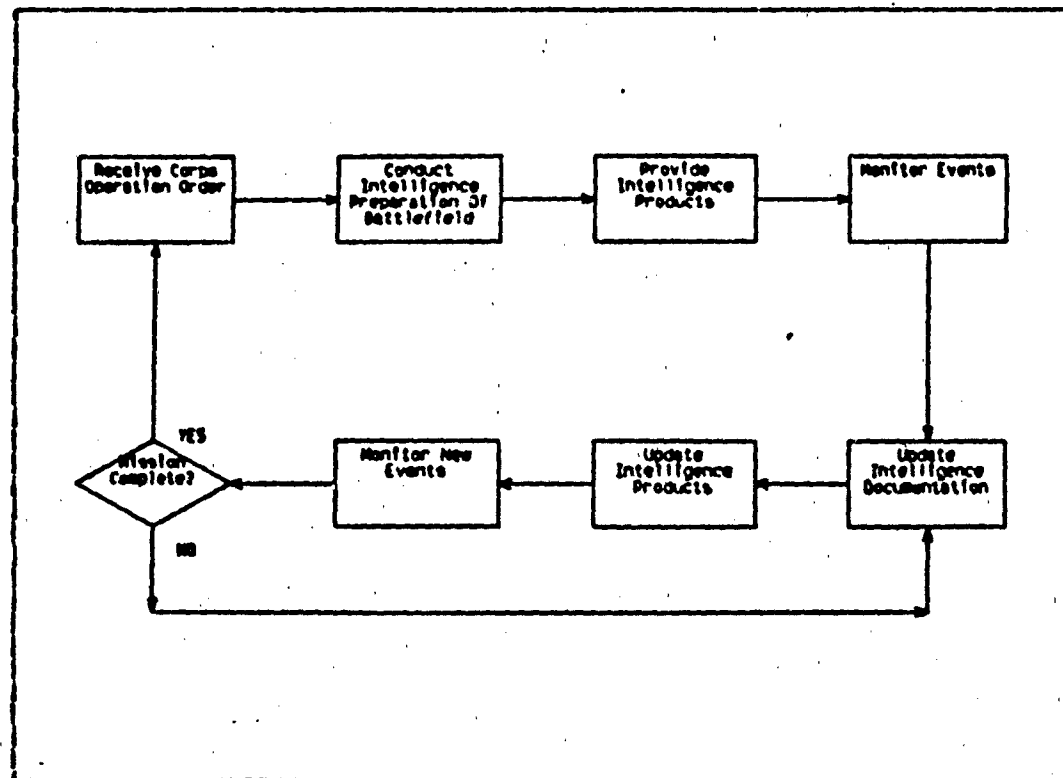 Receive Corps
Operation Order
Conduct
Intelligence
Preparation Of
Battlefield
Provide
Intelligence
Products
Moniter Events
YES
Mission
Complete?
Monitor New
Events
Update
Intelligence
Products
Update
Intelligence
Documentation
NO